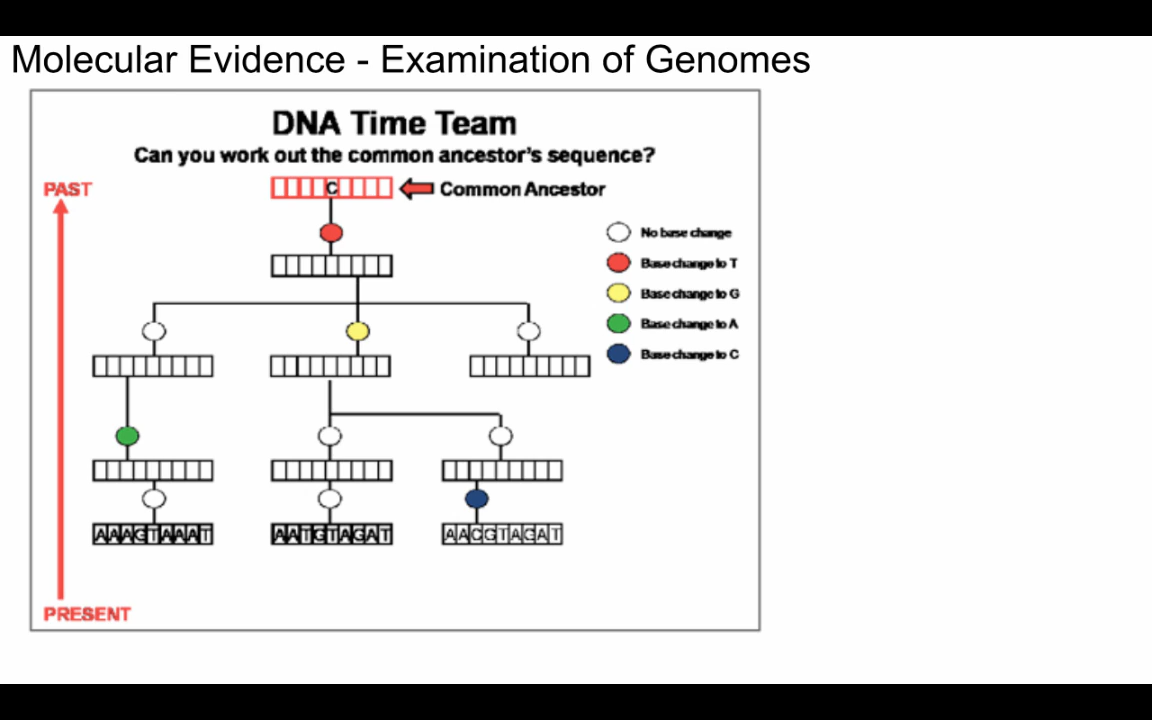 Molecular Evidence - Examination of Genomes
DNA Time Team
Can you work out the common ancestor's sequence?
PAST
C
Common Ancestor
No base change
Base change to T
Base change to G
Base change to A
Base change to C
AAAGTAAAT
AATGTAGAT
AACGTAGAT
PRESENT